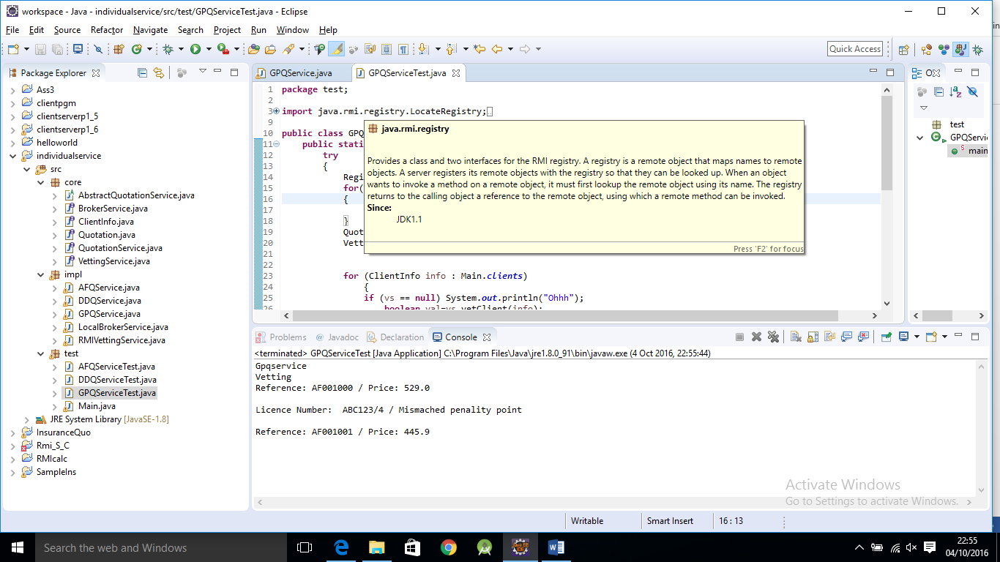 workspace - Java - individualservice/src/test/GPQServiceTest.java - Eclipse
File Edit Source Refactor Navigate Search Project Run Window Help
Quick Access
Package Explorer
Ass3
clientpgm
clientserverp1_5
clientserverp1_6
helloworld
individualservice
src
core
AbstractQuotationService.java
BrokerService.java
ClientInfo.java
Quotation.java
QuotationService.java
VettingService.java
impl
AFQService.java
DDQService.java
GPQService.java
LocalBrokerService.java
RMIVettingService.java
test
AFQServiceTest.java
DDQServiceTest.java
GPQServiceTest.java
Main.java
JRE System Library [JavaSE-1.8]
InsuranceQuo
Rmi_S_C
RMIcalc
SampleIns
GPQService.java
GPQServiceTest.java
1 package test;
2
3 import java.rmi.registry.LocateRegistry;
9
10 public class GPQ
11 public stati
12 try
13 {
14 Regi
15 for(
16 {
17
18 }
19 Quot
20 Vett
21
22
23 for (ClientInfo info : Main.clients)
24 {
25 if (vs == null) System.out.println("Ohhh");
26 boolean val=vs.vetClient(info);
java.rmi.registry
Provides a class and two interfaces for the RMI registry. A registry is a remote object that maps names to remote
objects. A server registers its remote objects with the registry so that they can be looked up. When an object
wants to invoke a method on a remote object, it must first lookup the remote object using its name. The registry
returns to the calling object a reference to the remote object, using which a remote method can be invoked.
Since:
JDK1.1
Press 'F2' for focus
test
GPQServi
main
Problems @ Javadoc Declaration Console
<terminated> GPQServiceTest [Java Application] C:\Program Files\Java\jre1.8.0_91\bin\javaw.exe (4 Oct 2016, 22:55:44)
Gpqservice
Vetting
Reference: AF001000 / Price: 529.0
Licence Number:  ABC123/4 / Mismached penality point
Reference: AF001001 / Price: 445.9
Activate Windows
Go to Settings to activate Windows.
Writable
Smart Insert
16 : 13
Search the web and Windows
22:55
04/10/2016